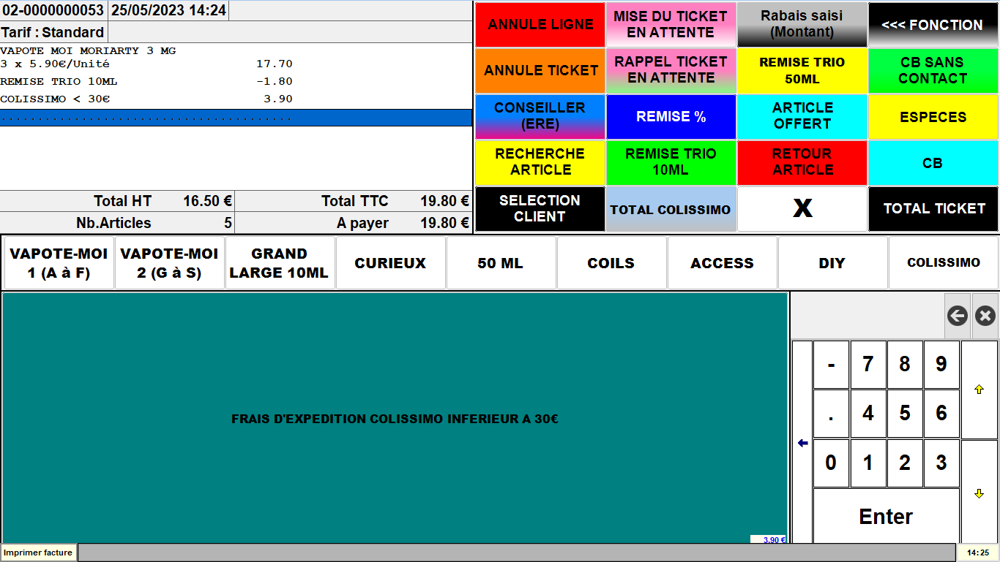 02-0000000053 25/05/2023 14:24
Tarif : Standard
VAPOTE MOI MORIARTY 3 MG
3 x 5.90€/Unité 17.70
REMISE TRIO 10ML -1.80
COLISSIMO < 30€ 3.90
........................................
Total HT 16.50 € Total TTC 19.80 €
Nb.Articles 5 A payer 19.80 €
ANNULE LIGNE
MISE DU TICKET
EN ATTENTE
Rabais saisi
(Montant)
<<< FONCTION
ANNULE TICKET
RAPPEL TICKET
EN ATTENTE
REMISE TRIO
50ML
CB SANS
CONTACT
CONSEILLER
(ERE)
REMISE %
ARTICLE
OFFERT
ESPECES
RECHERCHE
ARTICLE
REMISE TRIO
10ML
RETOUR
ARTICLE
CB
SELECTION
CLIENT
TOTAL COLISSIMO
X
TOTAL TICKET
VAPOTE-MOI
1 (A à F)
VAPOTE-MOI
2 (G à S)
GRAND
LARGE 10ML
CURIEUX
50 ML
COILS
ACCESS
DIY
COLISSIMO
FRAIS D'EXPEDITION COLISSIMO INFERIEUR A 30€
3.90 €
- 7 8 9
. 4 5 6
0 1 2 3
Enter
Imprimer facture
14:25